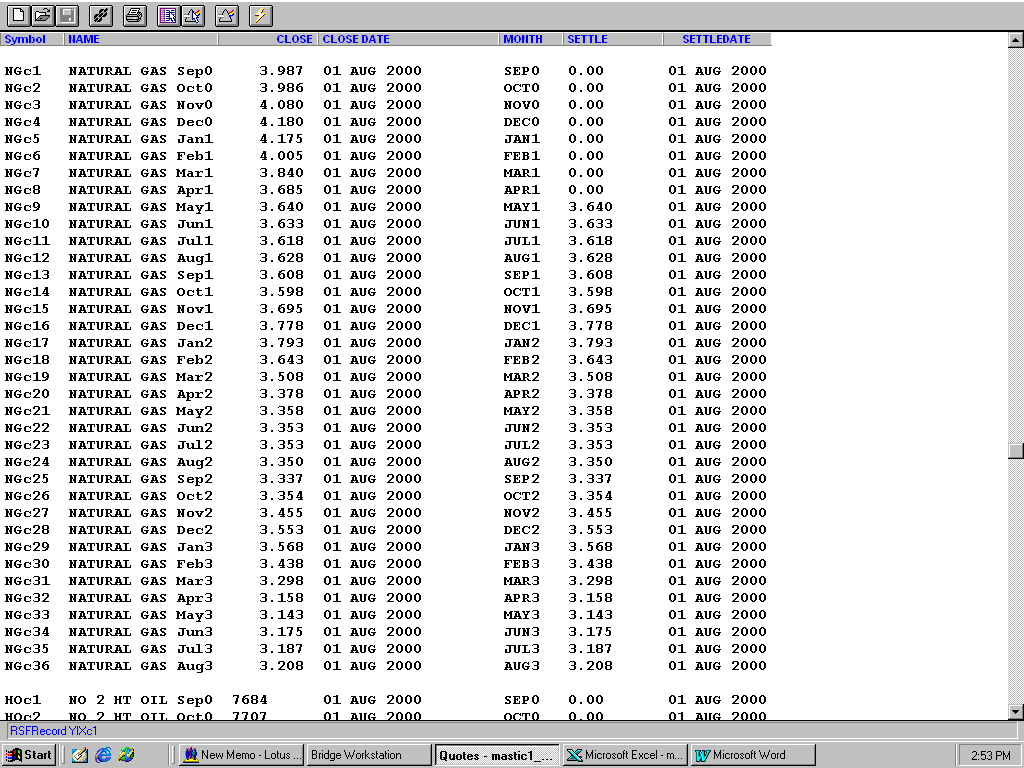 Symbol NAME CLOSE CLOSE DATE MONTH SETTLE SETTLEDATE
NGc1 NATURAL GAS Sep0 3.987 01 AUG 2000 SEP0 0.00 01 AUG 2000
NGc2 NATURAL GAS Oct0 3.986 01 AUG 2000 OCT0 0.00 01 AUG 2000
NGc3 NATURAL GAS Nov0 4.080 01 AUG 2000 NOV0 0.00 01 AUG 2000
NGc4 NATURAL GAS Dec0 4.180 01 AUG 2000 DEC0 0.00 01 AUG 2000
NGc5 NATURAL GAS Jan1 4.175 01 AUG 2000 JAN1 0.00 01 AUG 2000
NGc6 NATURAL GAS Feb1 4.005 01 AUG 2000 FEB1 0.00 01 AUG 2000
NGc7 NATURAL GAS Mar1 3.840 01 AUG 2000 MAR1 0.00 01 AUG 2000
NGc8 NATURAL GAS Apr1 3.685 01 AUG 2000 APR1 0.00 01 AUG 2000
NGc9 NATURAL GAS May1 3.640 01 AUG 2000 MAY1 3.640 01 AUG 2000
NGc10 NATURAL GAS Jun1 3.633 01 AUG 2000 JUN1 3.633 01 AUG 2000
NGc11 NATURAL GAS Jul1 3.618 01 AUG 2000 JUL1 3.618 01 AUG 2000
NGc12 NATURAL GAS Aug1 3.628 01 AUG 2000 AUG1 3.628 01 AUG 2000
NGc13 NATURAL GAS Sep1 3.608 01 AUG 2000 SEP1 3.608 01 AUG 2000
NGc14 NATURAL GAS Oct1 3.598 01 AUG 2000 OCT1 3.598 01 AUG 2000
NGc15 NATURAL GAS Nov1 3.695 01 AUG 2000 NOV1 3.695 01 AUG 2000
NGc16 NATURAL GAS Dec1 3.778 01 AUG 2000 DEC1 3.778 01 AUG 2000
NGc17 NATURAL GAS Jan2 3.793 01 AUG 2000 JAN2 3.793 01 AUG 2000
NGc18 NATURAL GAS Feb2 3.643 01 AUG 2000 FEB2 3.643 01 AUG 2000
NGc19 NATURAL GAS Mar2 3.508 01 AUG 2000 MAR2 3.508 01 AUG 2000
NGc20 NATURAL GAS Apr2 3.378 01 AUG 2000 APR2 3.378 01 AUG 2000
NGc21 NATURAL GAS May2 3.358 01 AUG 2000 MAY2 3.358 01 AUG 2000
NGc22 NATURAL GAS Jun2 3.353 01 AUG 2000 JUN2 3.353 01 AUG 2000
NGc23 NATURAL GAS Jul2 3.353 01 AUG 2000 JUL2 3.353 01 AUG 2000
NGc24 NATURAL GAS Aug2 3.350 01 AUG 2000 AUG2 3.350 01 AUG 2000
NGc25 NATURAL GAS Sep2 3.337 01 AUG 2000 SEP2 3.337 01 AUG 2000
NGc26 NATURAL GAS Oct2 3.354 01 AUG 2000 OCT2 3.354 01 AUG 2000
NGc27 NATURAL GAS Nov2 3.455 01 AUG 2000 NOV2 3.455 01 AUG 2000
NGc28 NATURAL GAS Dec2 3.553 01 AUG 2000 DEC2 3.553 01 AUG 2000
NGc29 NATURAL GAS Jan3 3.568 01 AUG 2000 JAN3 3.568 01 AUG 2000
NGc30 NATURAL GAS Feb3 3.438 01 AUG 2000 FEB3 3.438 01 AUG 2000
NGc31 NATURAL GAS Mar3 3.298 01 AUG 2000 MAR3 3.298 01 AUG 2000
NGc32 NATURAL GAS Apr3 3.158 01 AUG 2000 APR3 3.158 01 AUG 2000
NGc33 NATURAL GAS May3 3.143 01 AUG 2000 MAY3 3.143 01 AUG 2000
NGc34 NATURAL GAS Jun3 3.175 01 AUG 2000 JUN3 3.175 01 AUG 2000
NGc35 NATURAL GAS Jul3 3.187 01 AUG 2000 JUL3 3.187 01 AUG 2000
NGc36 NATURAL GAS Aug3 3.208 01 AUG 2000 AUG3 3.208 01 AUG 2000
HOc1 NO 2 HT OIL Sep0 7684 01 AUG 2000 SEP0 0.00 01 AUG 2000
HOc2 NO 2 HT OIL Oct0 7707 01 AUG 2000 OCT0 0.00 01 AUG 2000
RSFRecord YIXc1
Start New Memo - Lotus ... Bridge Workstation Quotes - mastic1_... Microsoft Excel - m... Microsoft Word 2:53 PM